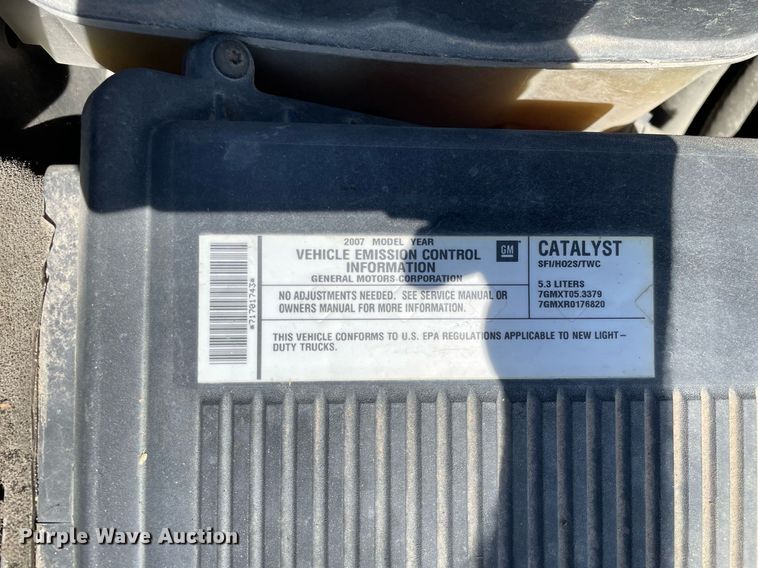 2007 MODEL YEAR
VEHICLE EMISSION CONTROL
INFORMATION
GENERAL MOTORS CORPORATION
GM
CATALYST
SFI/HO2S/TWC
NO ADJUSTMENTS NEEDED. SEE SERVICE MANUAL OR
OWNERS MANUAL FOR MORE INFORMATION.
5.3 LITERS
7GMXT05.3379
7GMXR0176820
THIS VEHICLE CONFORMS TO U.S. EPA REGULATIONS APPLICABLE TO NEW LIGHT-
DUTY TRUCKS.
*71701743*
Purple Wave Auction®